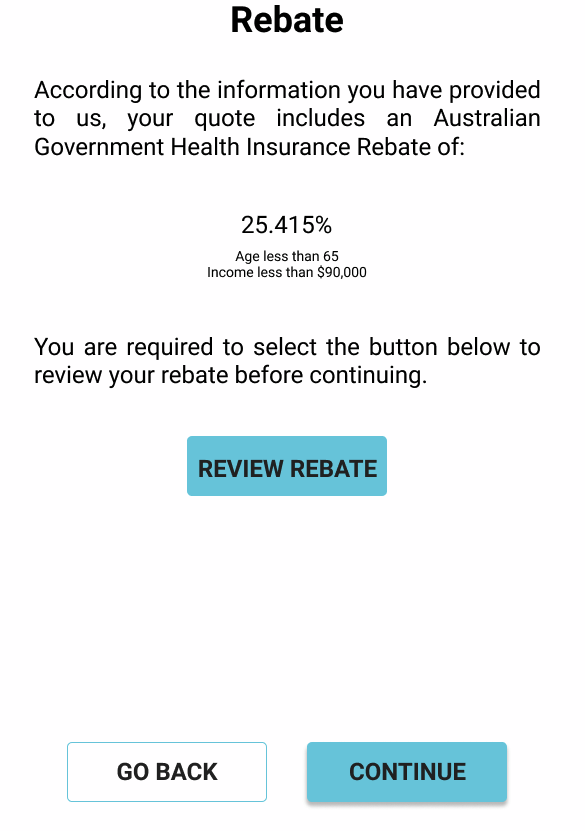 Rebate
According to the information you have provided
to us, your quote includes an Australian
Government Health Insurance Rebate of:
25.415%
Age less than 65
Income less than $90,000
You are required to select the button below to
review your rebate before continuing.
REVIEW REBATE
GO BACK
CONTINUE